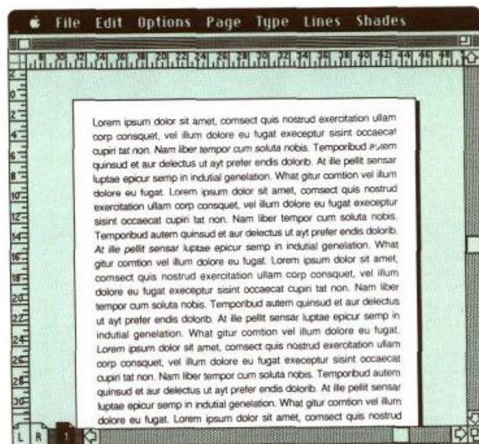 File Edit Options Page Type Lines Shades
Lorem ipsum dolor sit amet, comsect quis nostrud exercitation ullam
corp consquet, vel illum dolore eu fugat execeptur sisint occaecat
cupiri tat non. Nam liber tempor cum soluta nobis. Temporibud autem
quinsud et aur delectus ut ayt prefer endis dolorib. At ille pellit sensar
luptae epicur semp in indutial genelation. What gitur comtion vel illum
dolore eu fugat. Lorem ipsum dolor sit amet, comsect quis nostrud
exercitation ullam corp consquet, vel illum dolore eu fugat execeptur
sisint occaecat cupiri tat non. Nam liber tempor cum soluta nobis.
Temporibud autem quinsud et aur delectus ut ayt prefer endis dolorib.
At ille pellit sensar luptae epicur semp in indutial genelation. What
gitur comtion vel illum dolore eu fugat. Lorem ipsum dolor sit amet,
comsect quis nostrud exercitation ullam corp consquet, vel illum
dolore eu fugat execeptur sisint occaecat cupiri tat non. Nam liber
tempor cum soluta nobis. Temporibud autem quinsud et aur delectus
ut ayt prefer endis dolorib. At ille pellit sensar luptae epicur semp in
indutial genelation. What gitur comtion vel illum dolore eu fugat.
Lorem ipsum dolor sit amet, comsect quis nostrud exercitation ullam
corp consquet, vel illum dolore eu fugat execeptur sisint occaecat
cupiri tat non. Nam liber tempor cum soluta nobis. Temporibud autem
quinsud et aur delectus ut ayt prefer endis dolorib. At ille pellit sensar
luptae epicur semp in indutial genelation. What gitur comtion vel illum
dolore eu fugat. Lorem ipsum dolor sit amet, comsect quis nostrud
L R 1